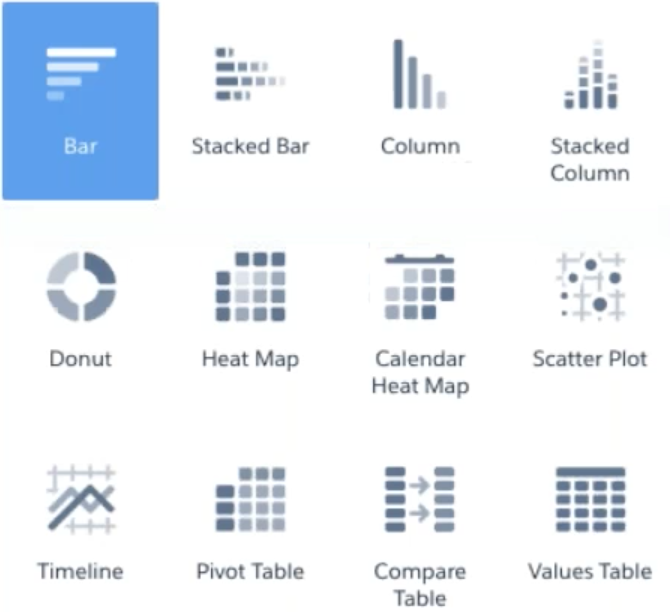 Bar
Stacked Bar
Column
Stacked
Column
Donut
Heat Map
Calendar
Heat Map
Scatter Plot
Timeline
Pivot Table
Compare
Table
Values Table